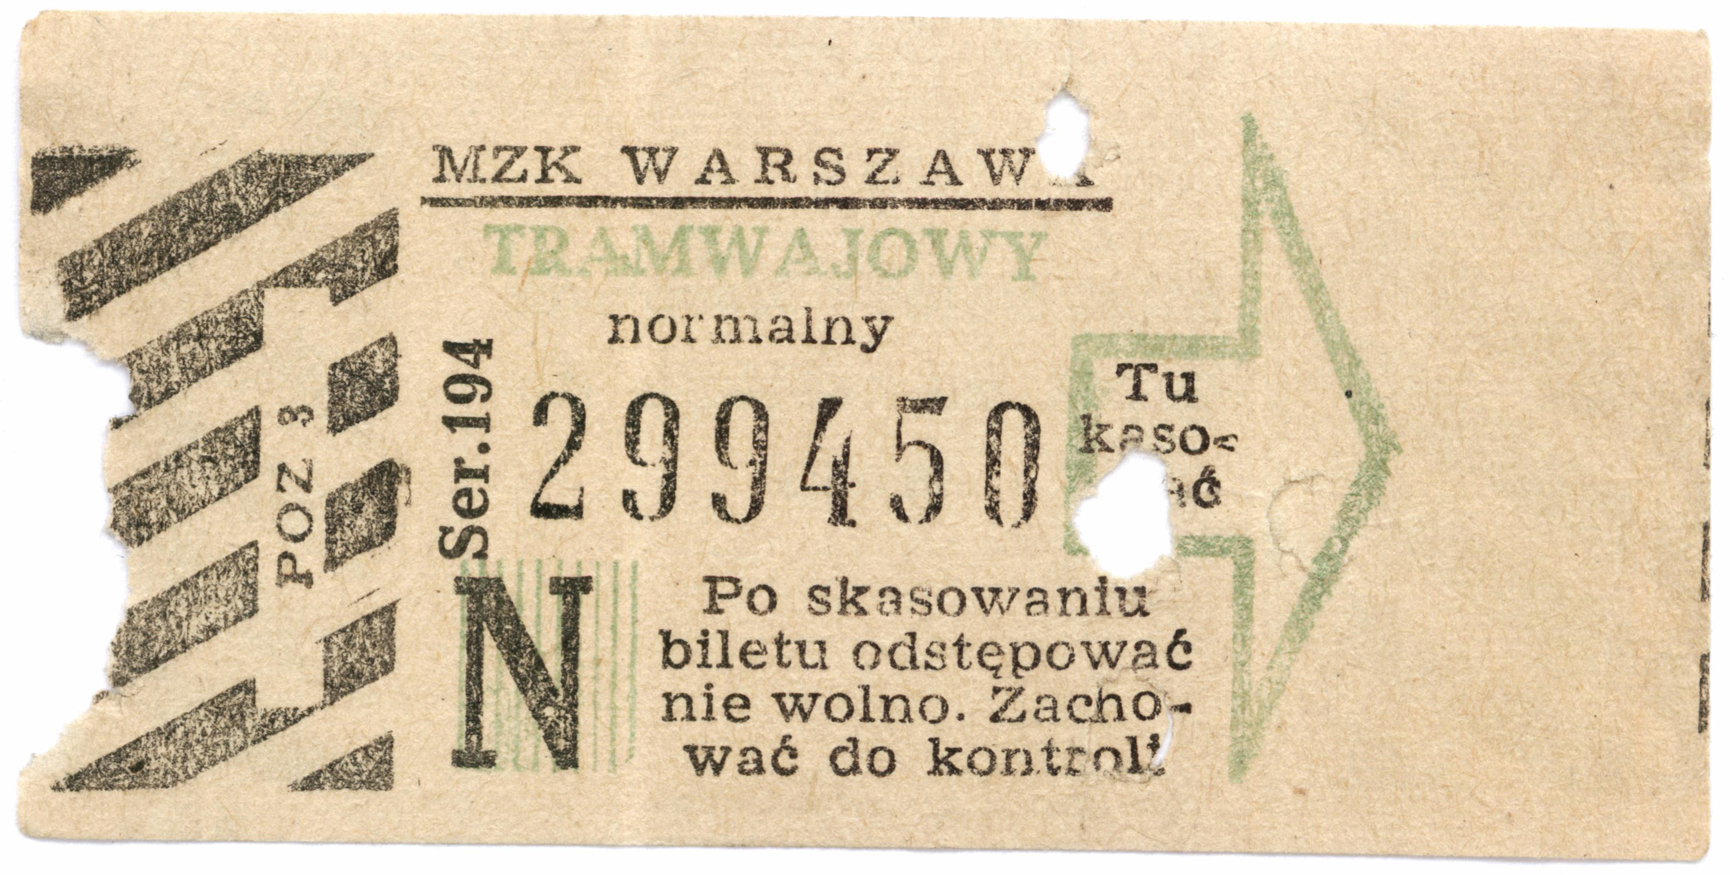 MZK WARSZAWA
TRAMWAJOWY
normalny
POZ 3
Ser.194
299450
Tu
kaso-
wać
N
Po skasowaniu
biletu odstępować
nie wolno. Zacho-
wać do kontroli